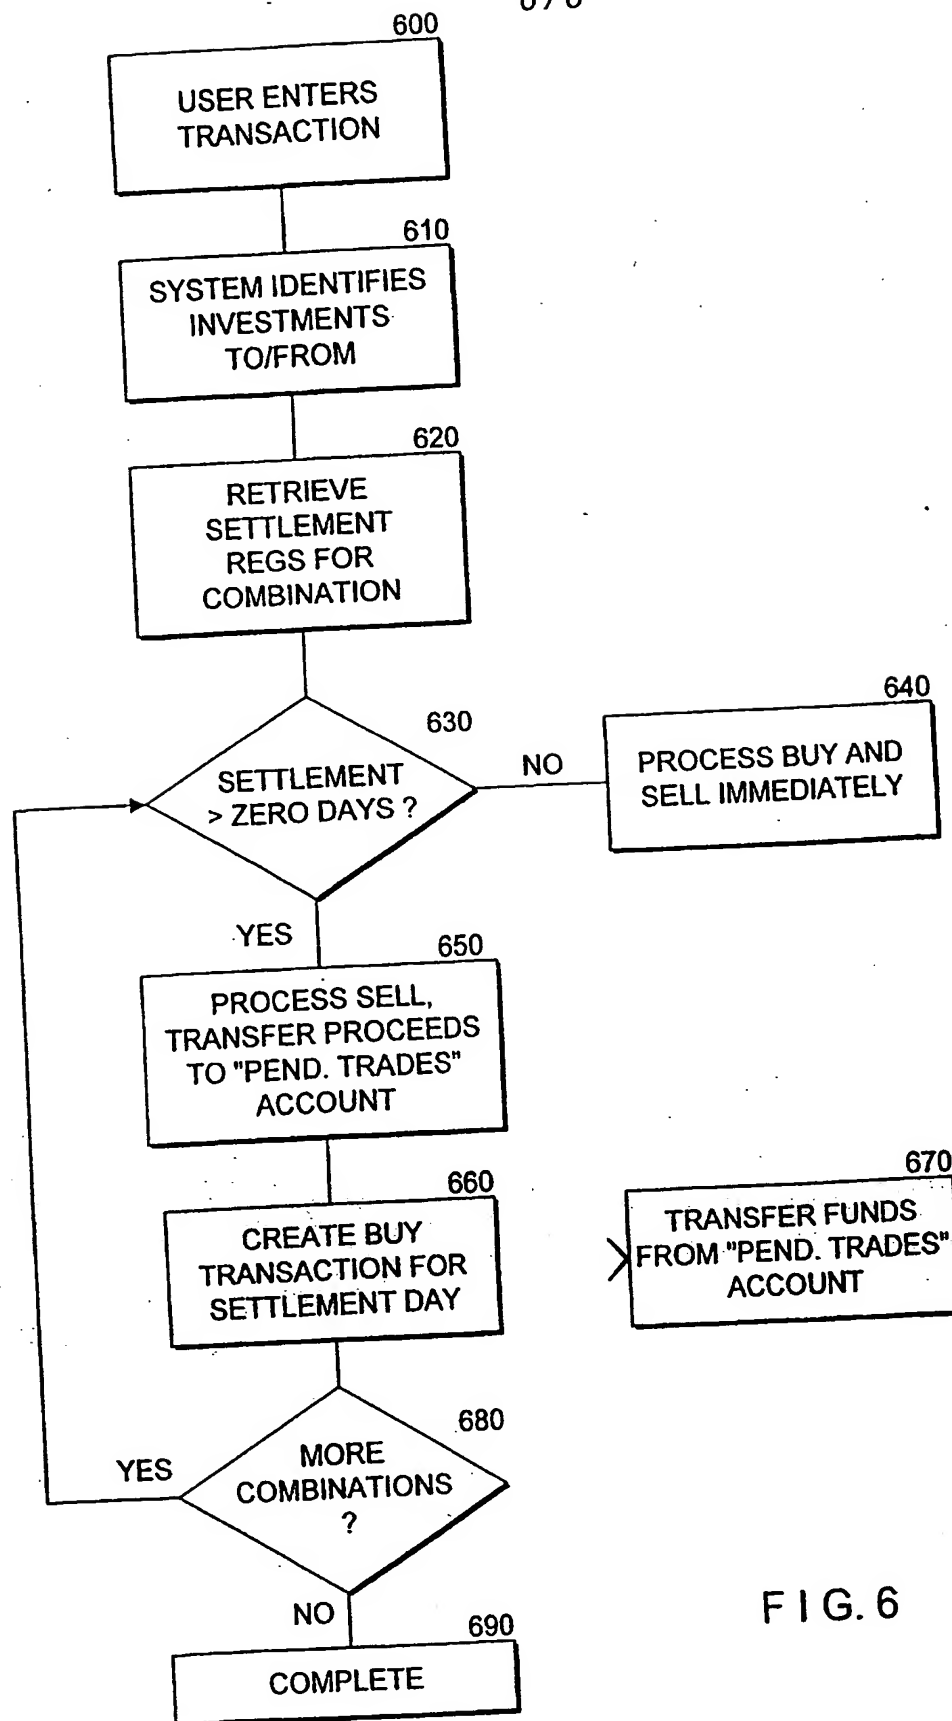 600
USER ENTERS
TRANSACTION
610
SYSTEM IDENTIFIES
INVESTMENTS
TO/FROM
620
RETRIEVE
SETTLEMENT
REGS FOR
COMBINATION
630
SETTLEMENT
> ZERO DAYS ?
NO
640
PROCESS BUY AND
SELL IMMEDIATELY
YES
650
PROCESS SELL,
TRANSFER PROCEEDS
TO "PEND. TRADES"
ACCOUNT
660
CREATE BUY
TRANSACTION FOR
SETTLEMENT DAY
670
TRANSFER FUNDS
FROM "PEND. TRADES"
ACCOUNT
680
MORE
COMBINATIONS
?
YES
NO
690
COMPLETE
FIG. 6